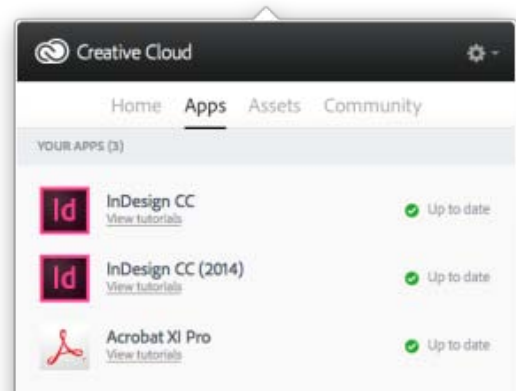 Creative Cloud
Home Apps Assets Community
YOUR APPS (3)
Id InDesign CC
View tutorials
Up to date
Id InDesign CC (2014)
View tutorials
Up to date
Acrobat XI Pro
View tutorials
Up to date